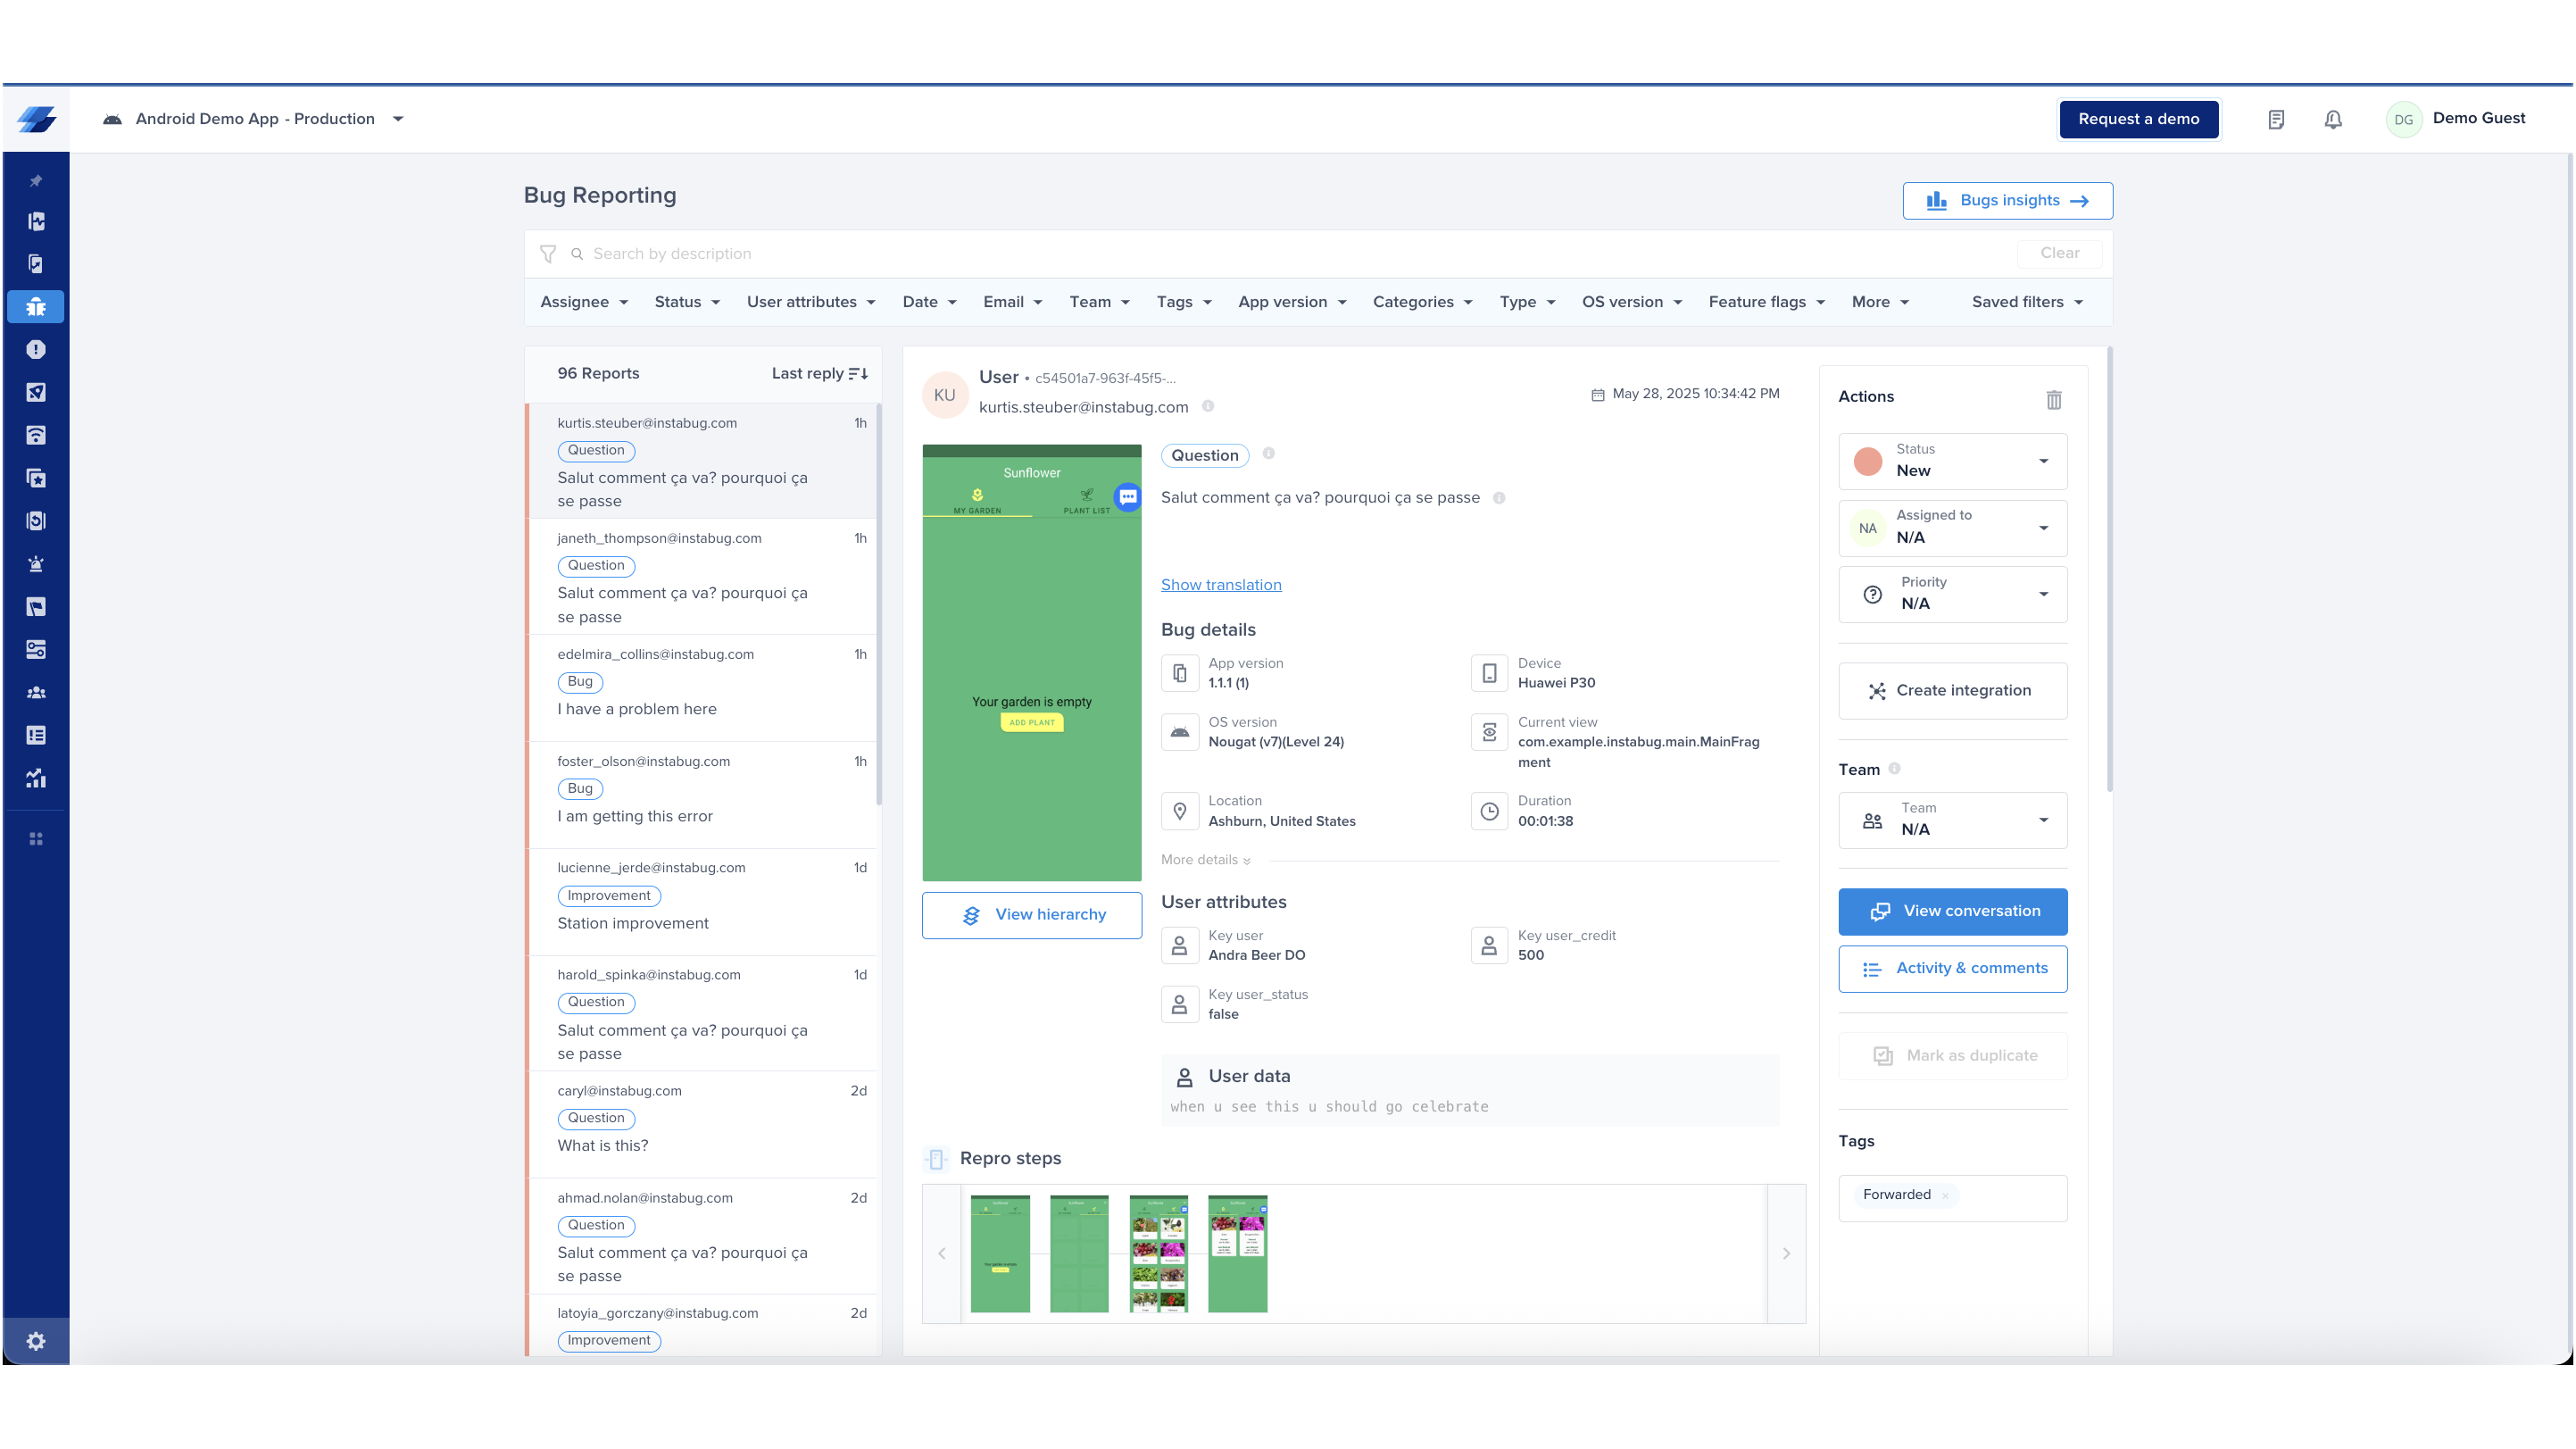 Android Demo App - Production
Request a demo
DG
Demo Guest
Bug Reporting
Bugs insights
Search by description
Clear
Assignee
Status
User attributes
Date
Email
Team
Tags
App version
Categories
Type
OS version
Feature flags
More
Saved filters
96 Reports
Last reply
kurtis.steuber@instabug.com
1h
Question
Salut comment ça va? pourquoi ça
se passe
janeth_thompson@instabug.com
1h
Question
Salut comment ça va? pourquoi ça
se passe
edelmira_collins@instabug.com
1h
Bug
I have a problem here
foster_olson@instabug.com
1h
Bug
I am getting this error
lucienne_jerde@instabug.com
1d
Improvement
Station improvement
harold_spinka@instabug.com
1d
Question
Salut comment ça va? pourquoi ça
se passe
caryl@instabug.com
2d
Question
What is this?
ahmad.nolan@instabug.com
2d
Question
Salut comment ça va? pourquoi ça
se passe
latoyia_gorczany@instabug.com
2d
Improvement
KU
User • c54501a7-963f-45f5-...
kurtis.steuber@instabug.com
May 28, 2025 10:34:42 PM
Sunflower
MY GARDEN
PLANT LIST
Your garden is empty
ADD PLANT
View hierarchy
Question
Salut comment ça va? pourquoi ça se passe
Show translation
Bug details
App version
1.1.1 (1)
Device
Huawei P30
OS version
Nougat (v7)(Level 24)
Current view
com.example.instabug.main.MainFrag
ment
Location
Ashburn, United States
Duration
00:01:38
More details
User attributes
Key user
Andra Beer DO
Key user_credit
500
Key user_status
false
User data
when u see this u should go celebrate
Repro steps
Actions
Status
New
NA
Assigned to
N/A
Priority
N/A
Create integration
Team
Team
N/A
View conversation
Activity & comments
Mark as duplicate
Tags
Forwarded ×